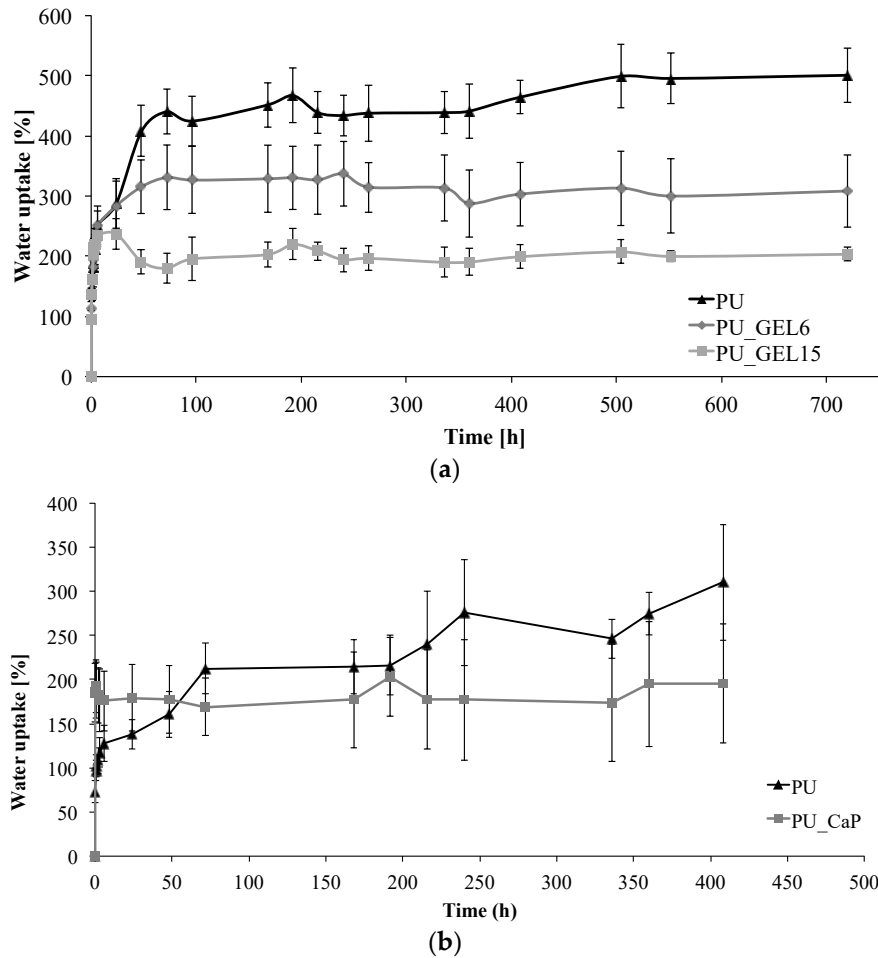 600
500
400
300
200
100
0
Water uptake [%]
0 100 200 300 400 500 600 700
Time [h]
PU
PU_GEL6
PU_GEL15
(a)
400
350
300
250
200
150
100
50
0
Water uptake [%]
0 50 100 150 200 250 300 350 400 450 500
Time (h)
PU
PU_CaP
(b)